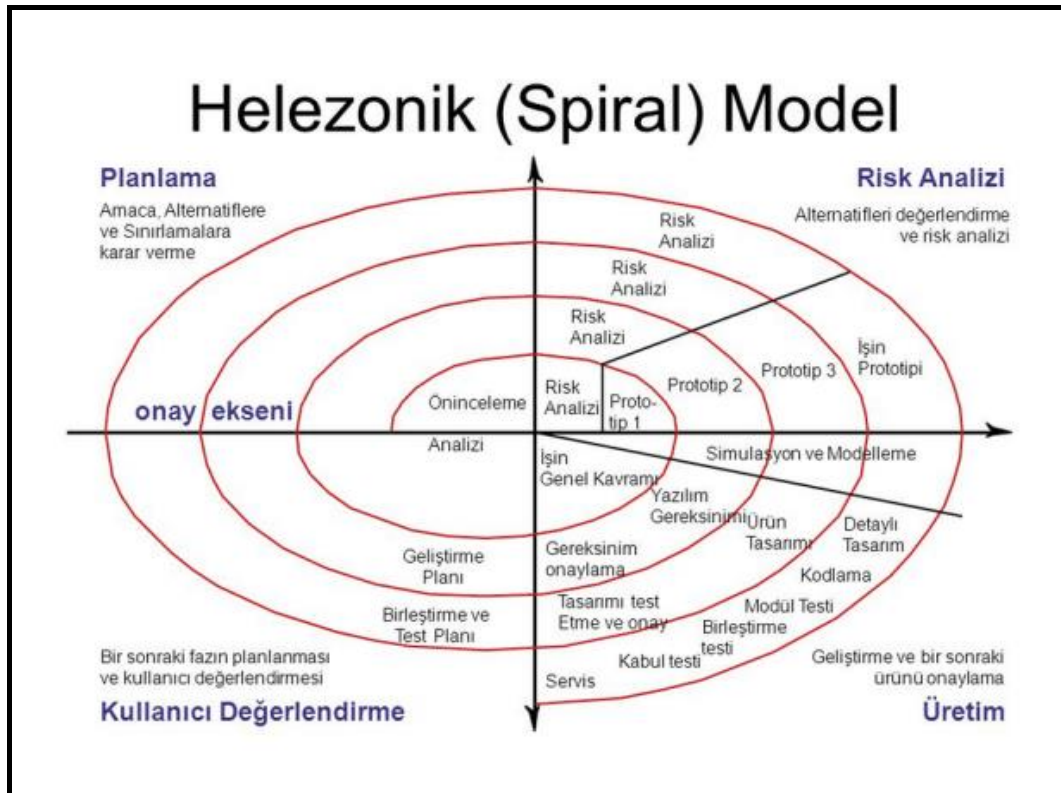 Helezonik (Spiral) Model
Planlama
Amaca, Alternatiflere
ve Sınırlamalara
karar verme
Risk Analizi
Alternatifleri değerlendirme
ve risk analizi
Risk
Analizi
Risk
Analizi
Risk
Analizi
Risk
Analizi
Öninceleme
Proto-
tip 1
Prototip 2
Prototip 3
İşin
Prototipi
onay ekseni
Analizi
Simulasyon ve Modelleme
İşin
Genel Kavramı
Yazılım
Gereksinimi
Ürün
Tasarımı
Detaylı
Tasarım
Geliştirme
Planı
Gereksinim
onaylama
Kodlama
Birleştirme ve
Test Planı
Tasarımı test
Etme ve onay
Modül Testi
Birleştirme
testi
Kabul testi
Servis
Bir sonraki fazın planlanması
ve kullanıcı değerlendirmesi
Kullanıcı Değerlendirme
Geliştirme ve bir sonraki
ürünü onaylama
Üretim